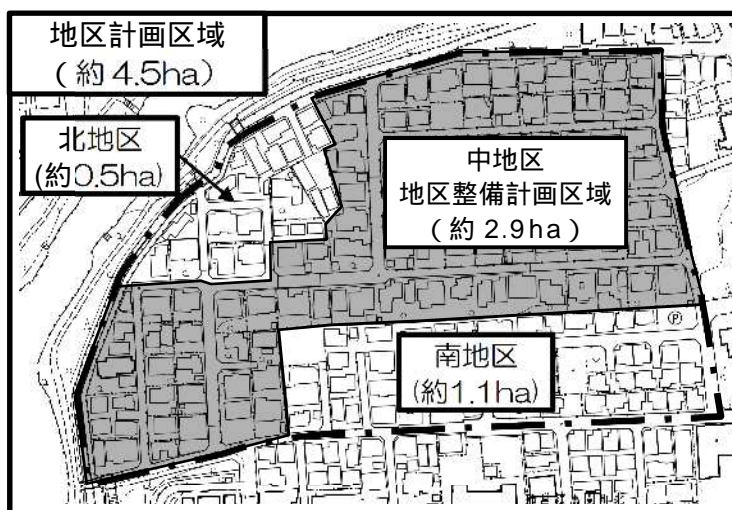 地区計画区域
(約4.5ha)
北地区
(約0.5ha)
中地区
地区整備計画区域
(約2.9ha)
Ⓟ
南地区
(約1.1ha)